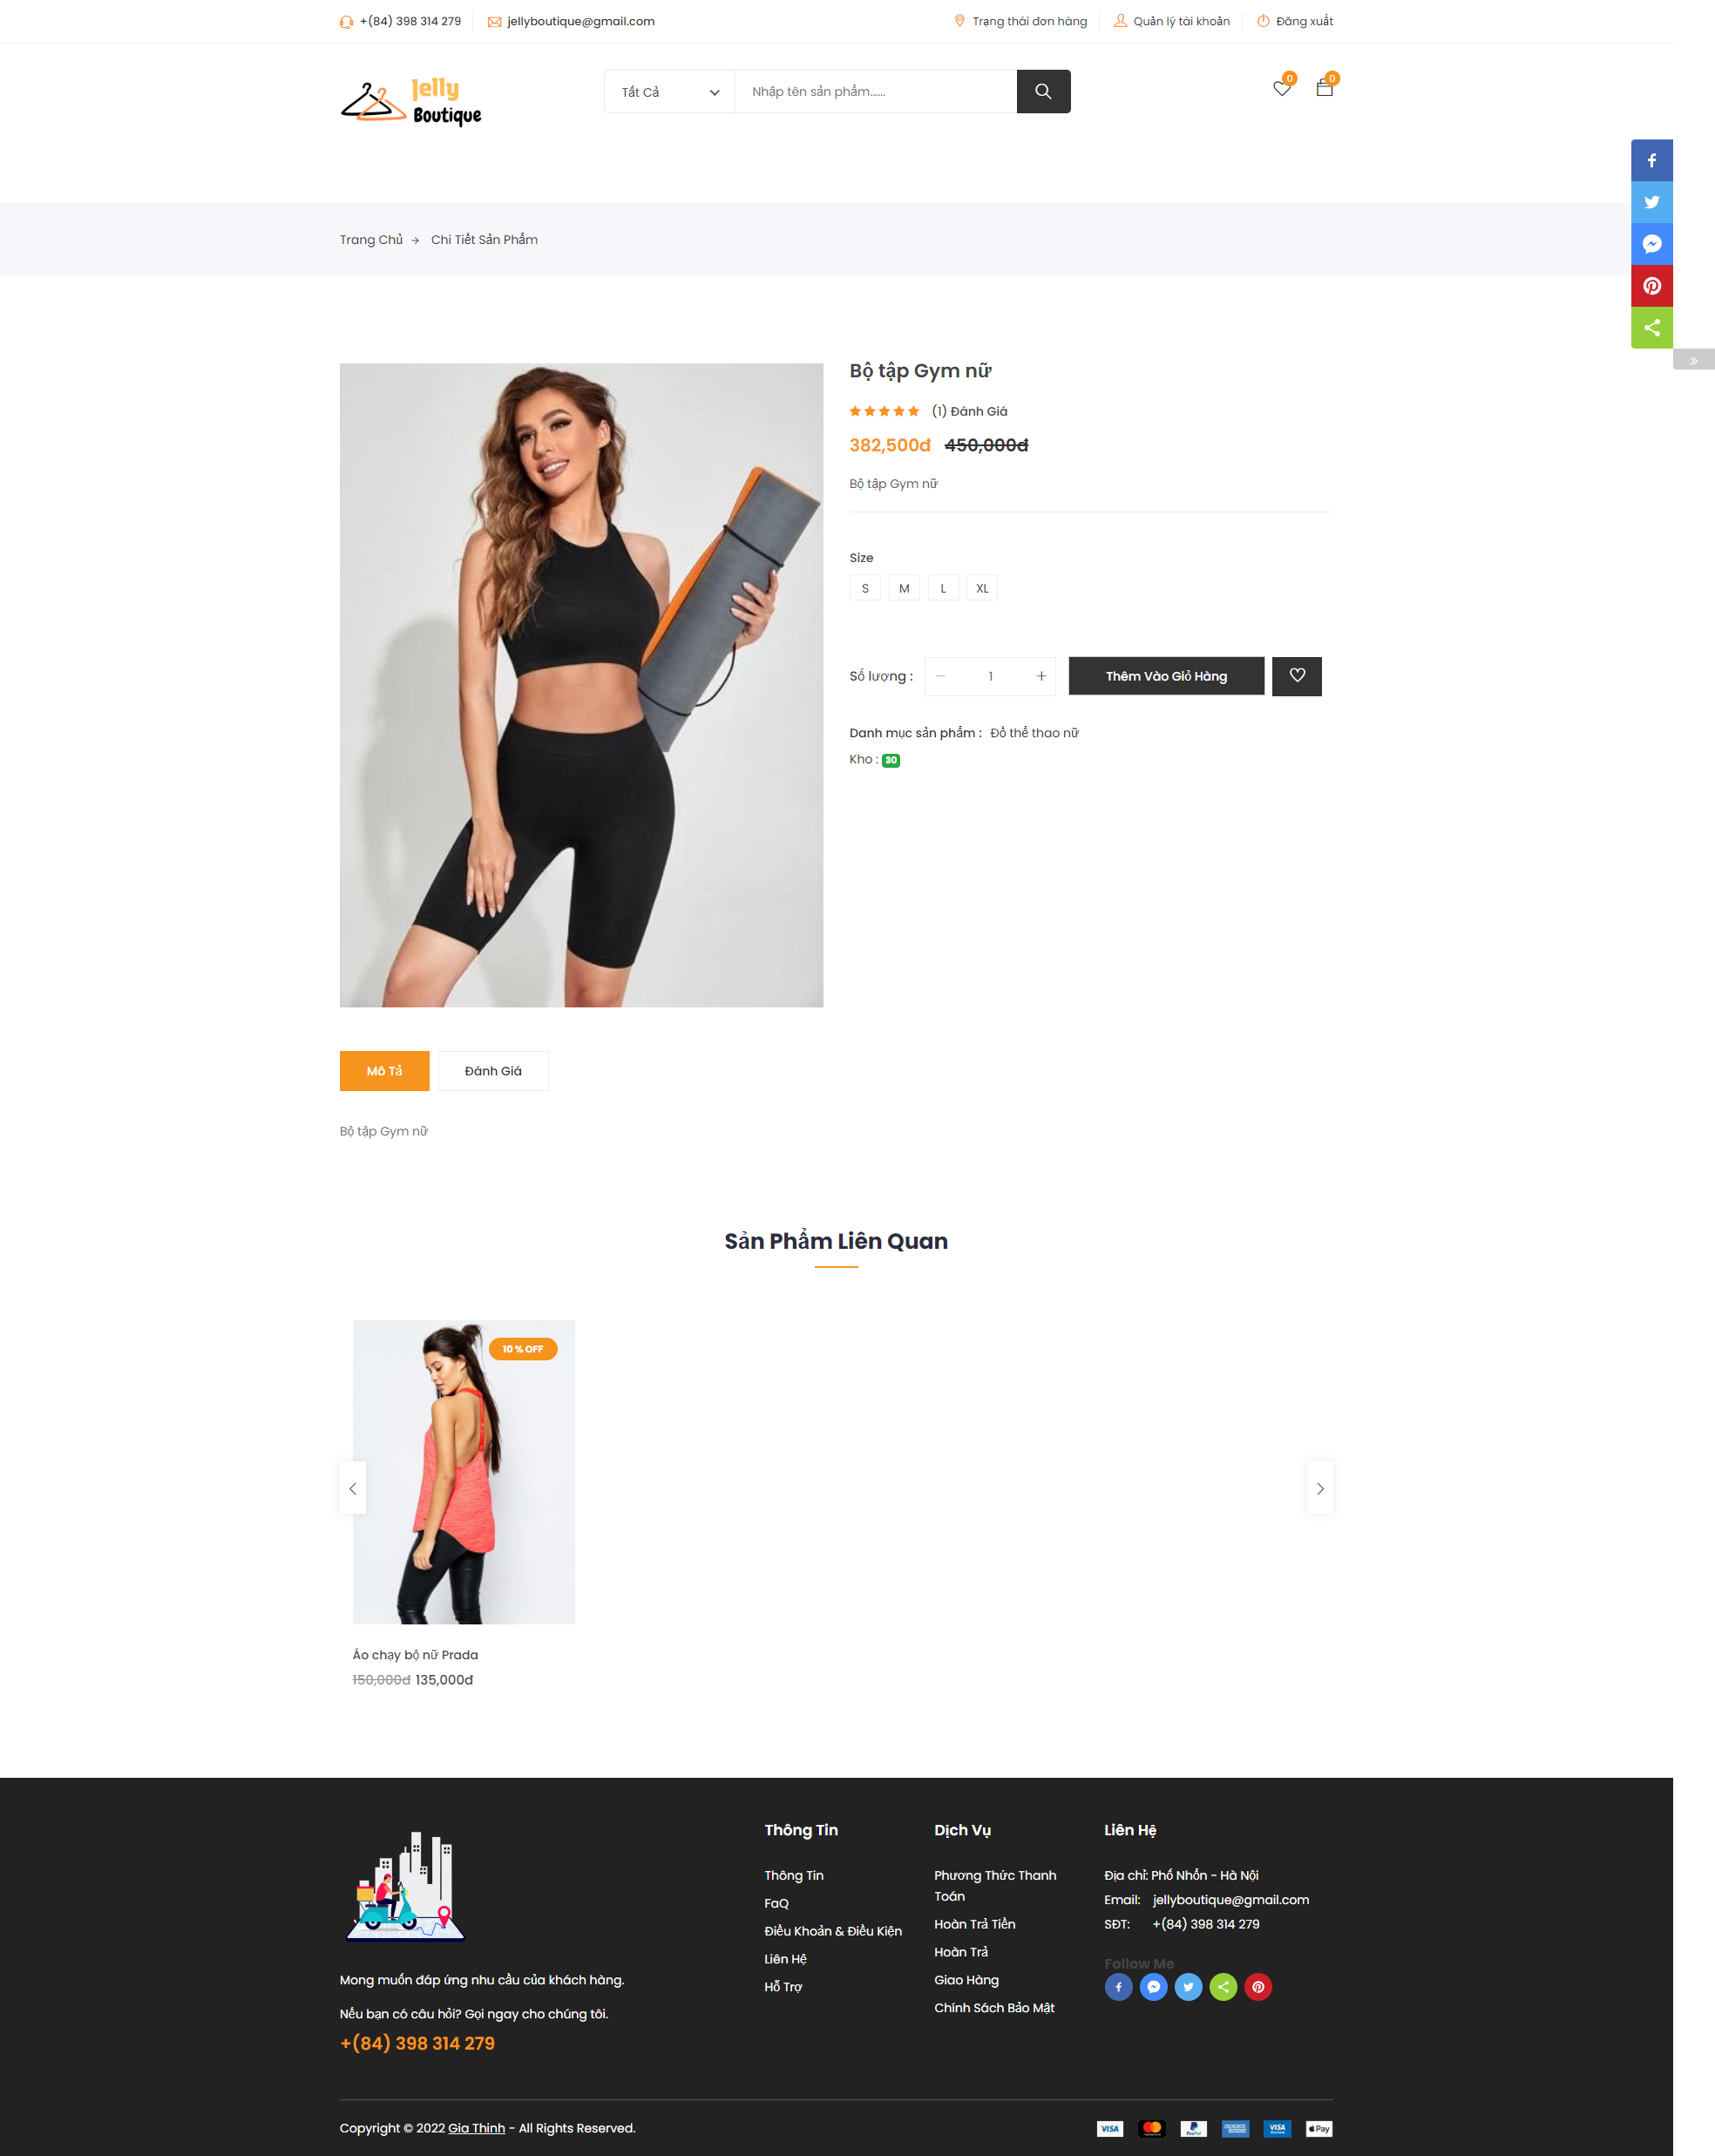 +(84) 398 314 279
jellyboutique@gmail.com
Trạng thái đơn hàng
Quản lý tài khoản
Đăng xuất
Jelly
Boutique
Tất Cả
Nhập tên sản phẩm......
0
0
Trang Chủ
Chi Tiết Sản Phẩm
Bộ tập Gym nữ
(1) Đánh Giá
382,500đ 450,000đ
Bộ tập Gym nữ
Size
S M L XL
Số lượng :
1
Thêm Vào Giỏ Hàng
Danh mục sản phẩm : Đồ thể thao nữ
Kho : 30
Mô Tả
Đánh Giá
Bộ tập Gym nữ
Sản Phẩm Liên Quan
10 % OFF
Áo chạy bộ nữ Prada
150,000đ 135,000đ
Mong muốn đáp ứng nhu cầu của khách hàng.
Nếu bạn có câu hỏi? Gọi ngay cho chúng tôi.
+(84) 398 314 279
Thông Tin
Thông Tin
FaQ
Điều Khoản & Điều Kiện
Liên Hệ
Hỗ Trợ
Dịch Vụ
Phương Thức Thanh
Toán
Hoàn Trả Tiền
Hoàn Trả
Giao Hàng
Chính Sách Bảo Mật
Liên Hệ
Địa chỉ: Phố Nhổn - Hà Nội
Email: jellyboutique@gmail.com
SĐT: +(84) 398 314 279
Follow Me
Copyright © 2022 Gia Thinh - All Rights Reserved.
VISA
PayPal
VISA
Pay